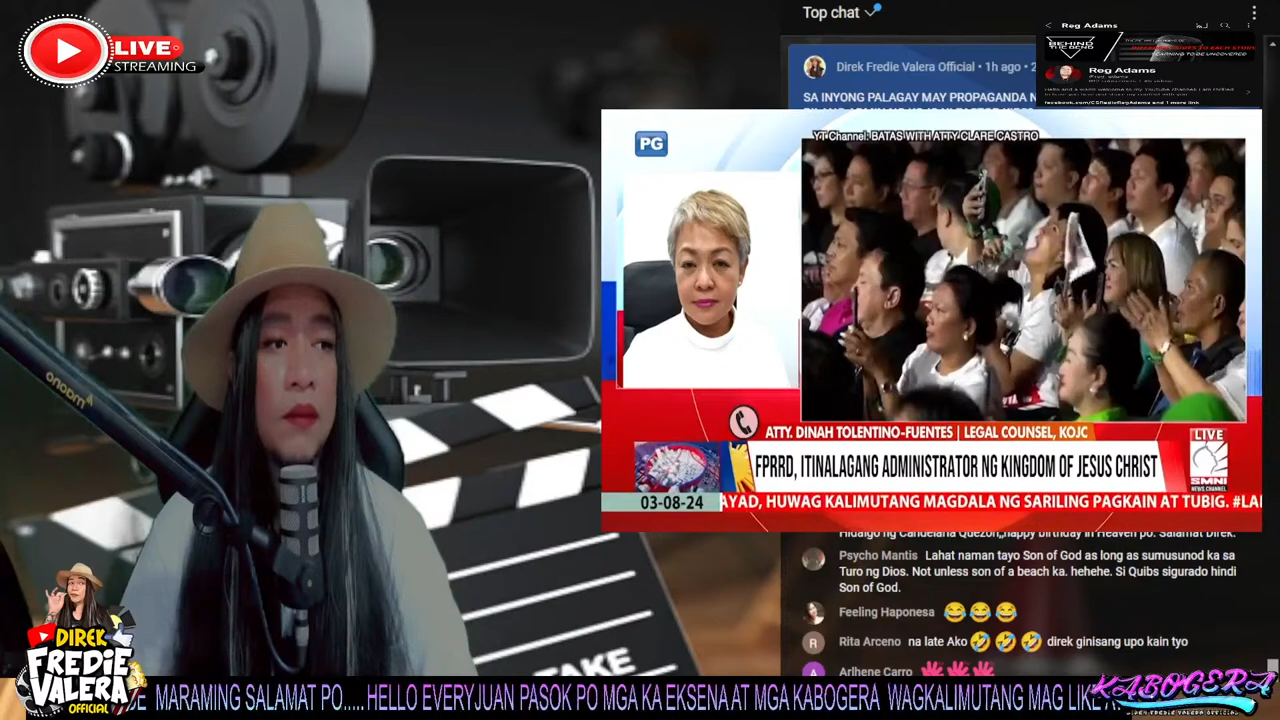 LIVE
STREAMING
Top chat
Direk Fredie Valera Official • 1h ago •
SA INYONG PALAGAY MAY PROPAGANDA
Reg Adams
BEHIND
THE BEND
Reg Adams
PG
YT Channel: BATAS WITH ATTY CLARE CASTRO
maono
ATTY. DINAH TOLENTINO-FUENTES | LEGAL COUNSEL, KOJC
FPRRD, ITINALAGANG ADMINISTRATOR NG KINGDOM OF JESUS CHRIST
LIVE
SMNI
NEWS CHANNEL
03-08-24
AYAD, HUWAG KALIMUTANG MAGDALA NG SARILING PAGKAIN AT TUBIG.
Hidalgo ng Candelaria Quezon,,happy birthday in Heaven po. Salamat Direk.
Psycho Mantis Lahat naman tayo Son of God as long as sumusunod ka sa
Turo ng Dios. Not unless son of a beach ka. hehehe. Si Quibs sigurado hindi
Son of God.
Feeling Haponesa 😂😂😂
R Rita Arceno na late Ako 🤣🤣🤣 direk ginisang upo kain tyo
A Arlhene Carro
TAKE
DIREK
FREDIE
VALERA
OFFICIAL
MARAMING SALAMAT PO.....HELLO EVERYJUAN PASOK PO MGA KA EKSENA AT MGA KABOGERA WAGKALIMUTANG MAG LIKE
KABOGERA